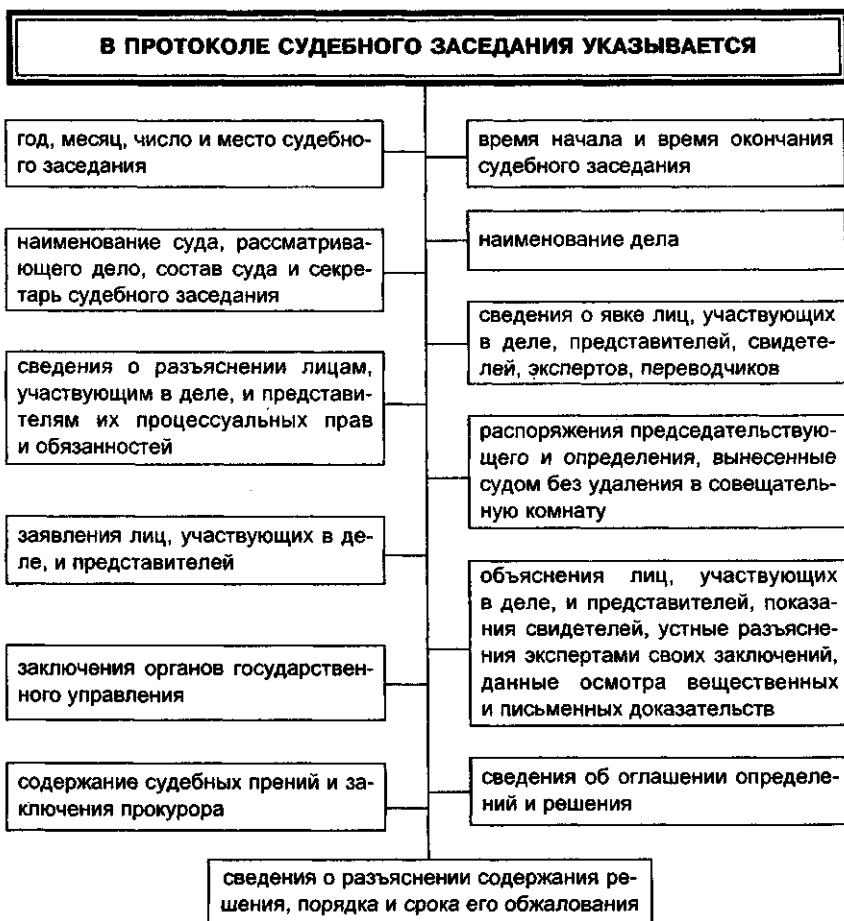 В ПРОТОКОЛЕ СУДЕБНОГО ЗАСЕДАНИЯ УКАЗЫВАЕТСЯ
год, месяц, число и место судебно-
го заседания
время начала и время окончания
судебного заседания
наименование суда, рассматрива-
ющего дело, состав суда и секре-
тарь судебного заседания
наименование дела
сведения о явке лиц, участвующих
в деле, представителей, свидете-
лей, экспертов, переводчиков
сведения о разъяснении лицам,
участвующим в деле, и представи-
телям их процессуальных прав
и обязанностей
распоряжения председательствую-
щего и определения, вынесенные
судом без удаления в совещатель-
ную комнату
заявления лиц, участвующих в де-
ле, и представителей
объяснения лиц, участвующих
в деле, и представителей, показа-
ния свидетелей, устные разъясне-
ния экспертами своих заключений,
данные осмотра вещественных
и письменных доказательств
заключения органов государствен-
ного управления
содержание судебных прений и за-
ключения прокурора
сведения об оглашении определе-
ний и решения
сведения о разъяснении содержания ре-
шения, порядка и срока его обжалования